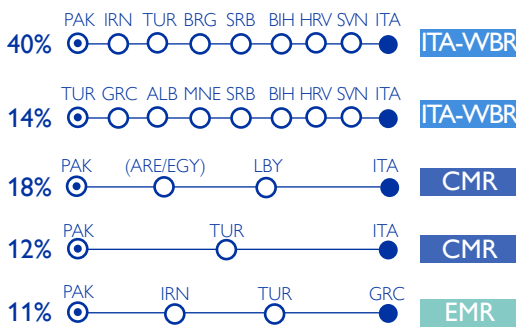 PAK IRN TUR BRG SRB BIH HRV SVN ITA
40% ITA-WBR
TUR GRC ALB MNE SRB BIH HRV SVN ITA
14% ITA-WBR
PAK (ARE/EGY) LBY ITA
18% CMR
PAK TUR ITA
12% CMR
PAK IRN TUR GRC
11% EMR